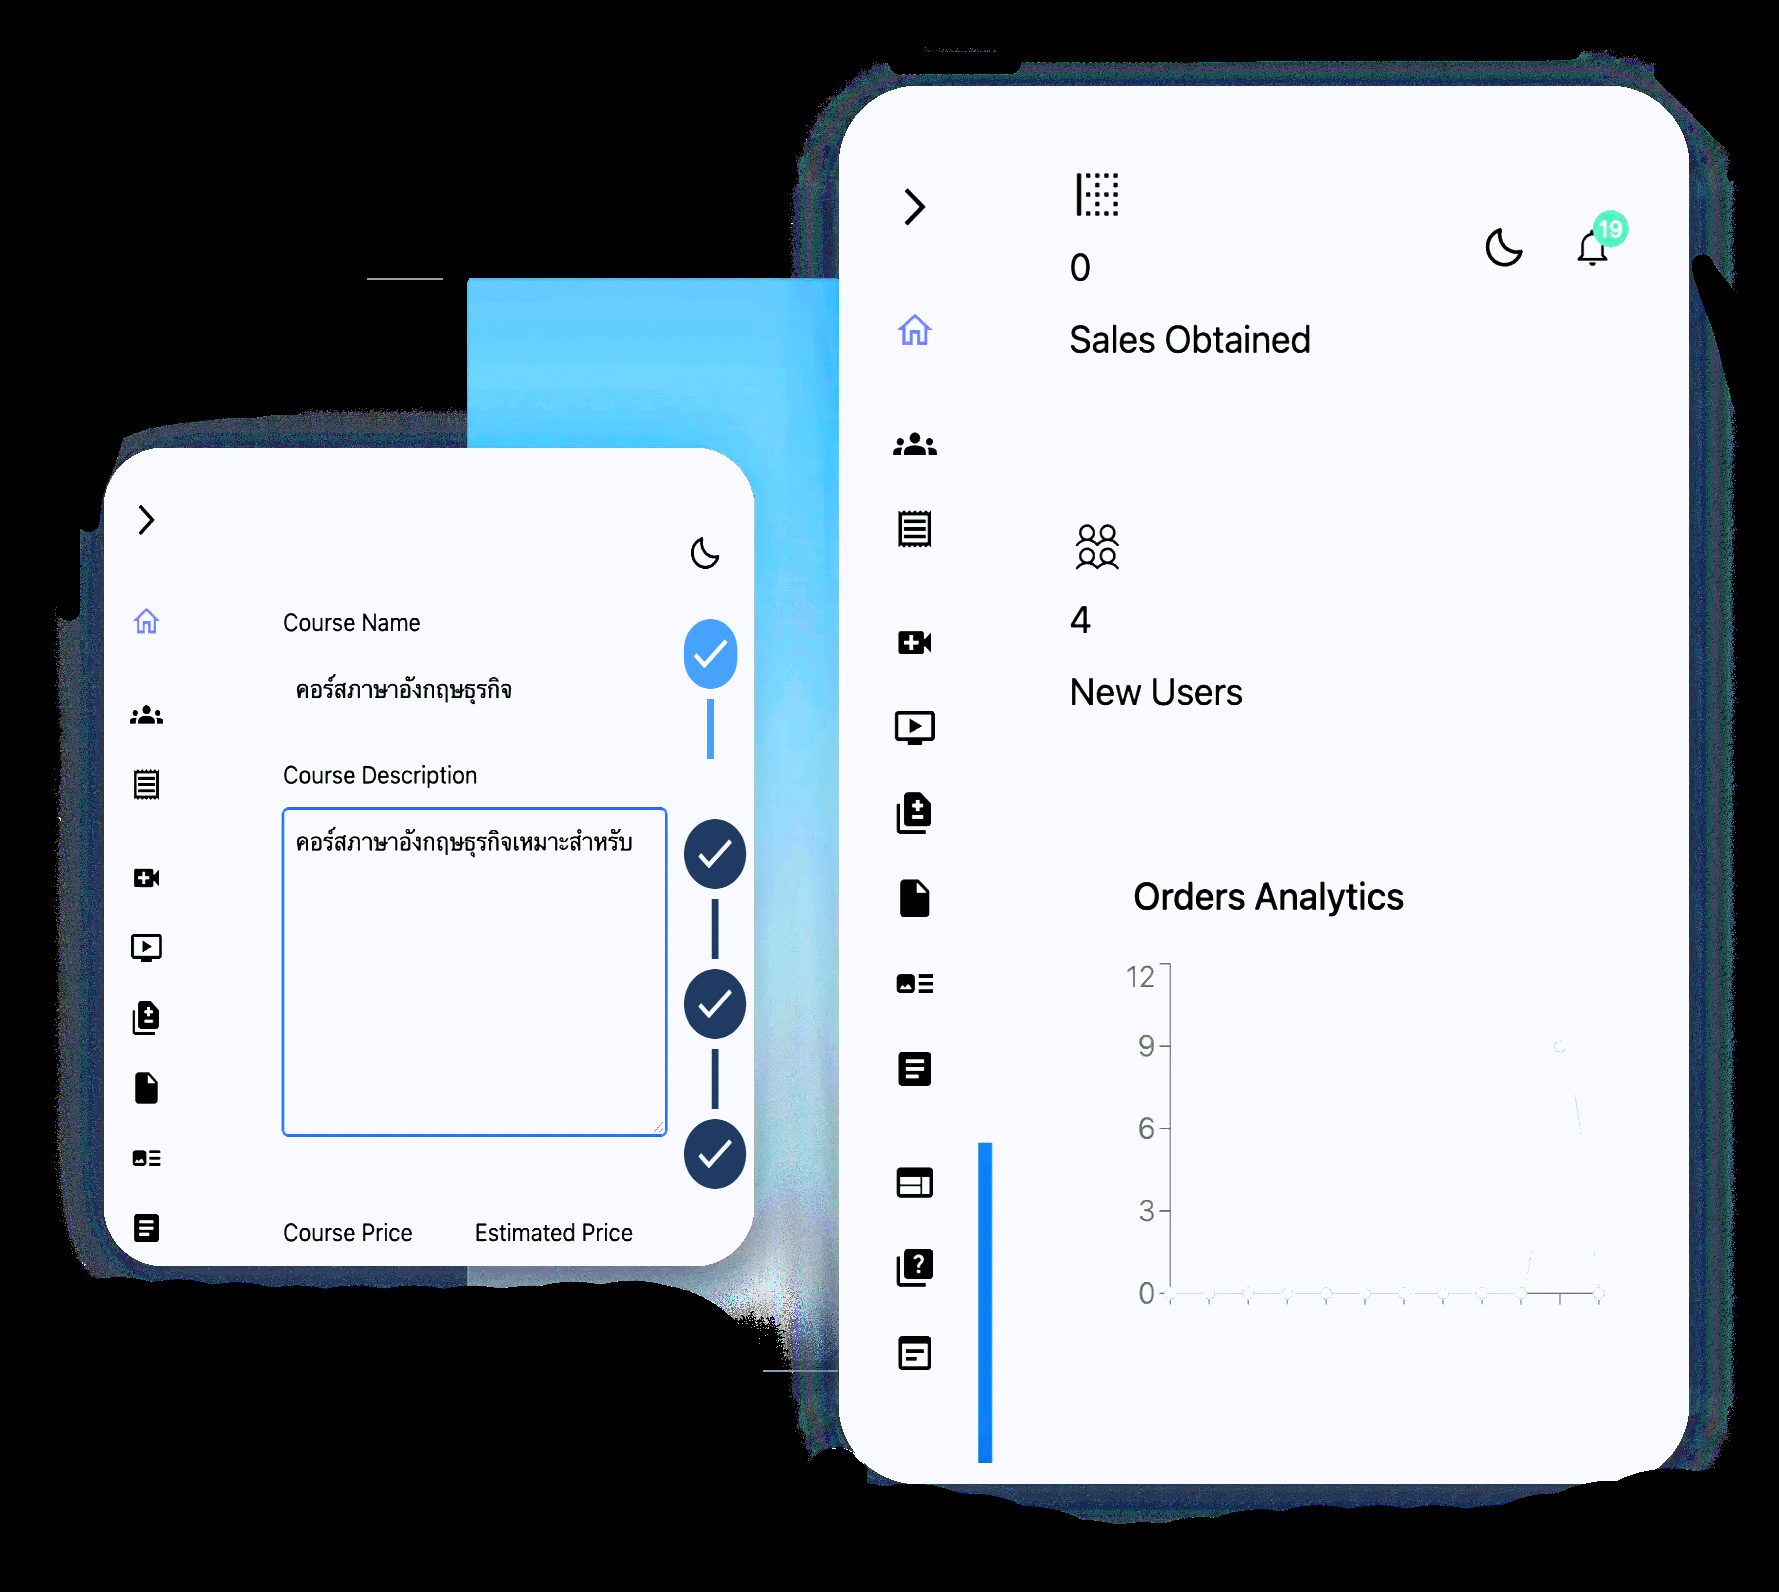 Course Name
คอร์สภาษาอังกฤษธุรกิจ
Course Description
คอร์สภาษาอังกฤษธุรกิจเหมาะสำหรับ
Course Price
Estimated Price
19
0
Sales Obtained
4
New Users
Orders Analytics
12
9
6
3
0